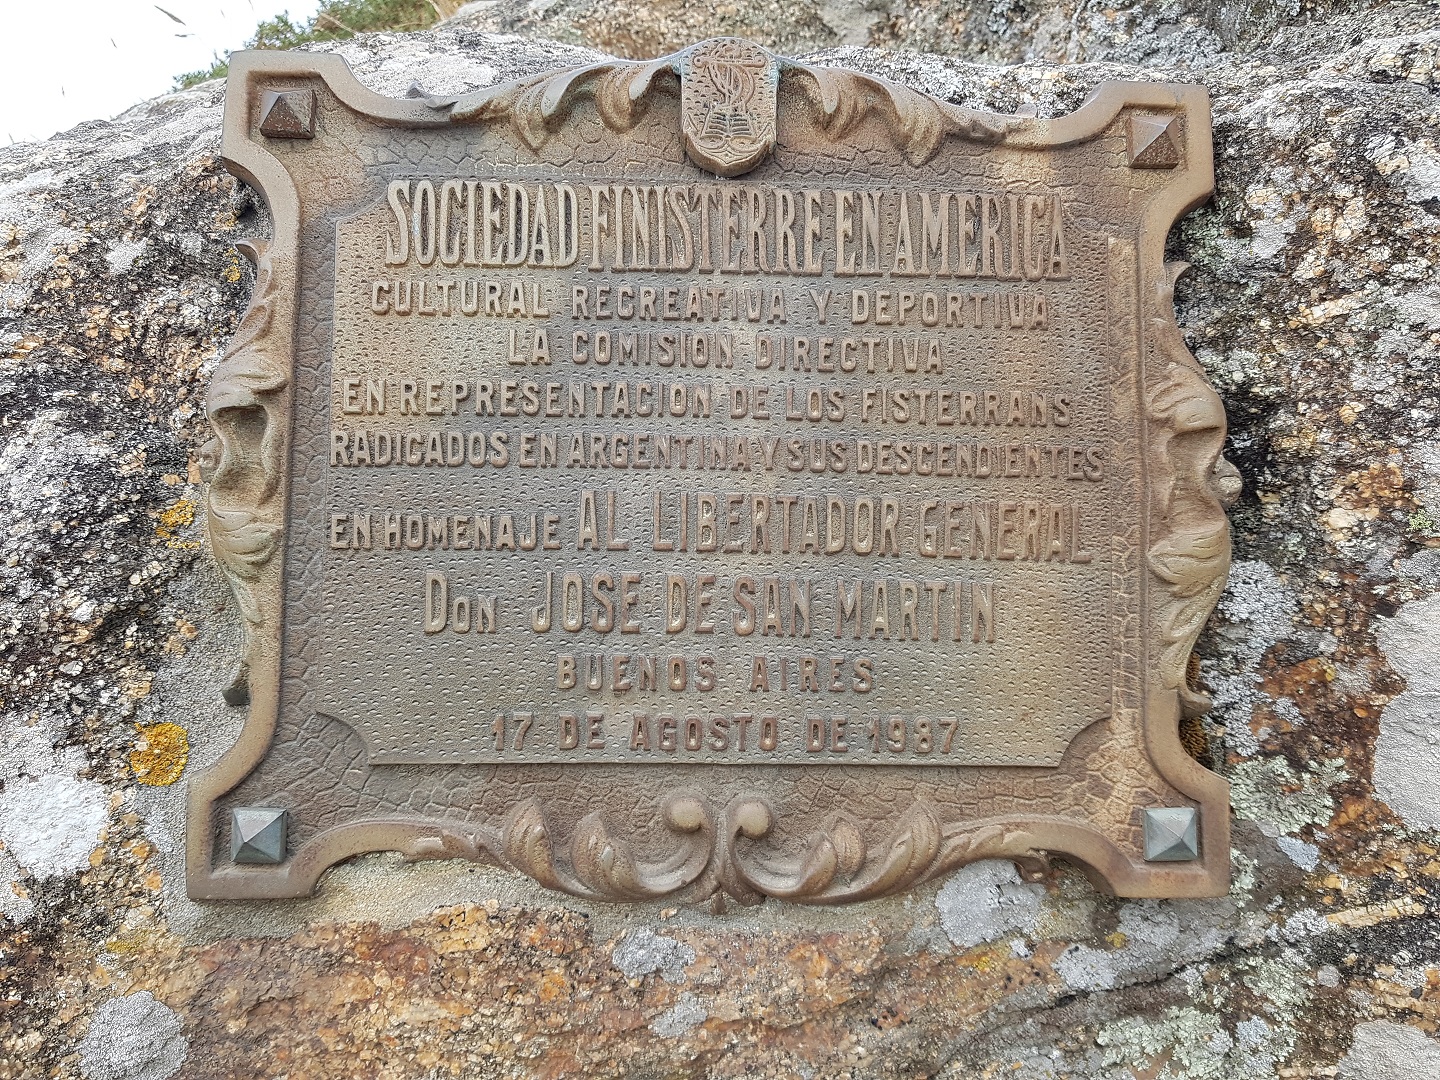 SOCIEDAD FINISTERRE EN AMERICA
CULTURAL RECREATIVA Y DEPORTIVA
LA COMISION DIRECTIVA
EN REPRESENTACION DE LOS FISTERRANS
RADICADOS EN ARGENTINA Y SUS DESCENDIENTES
EN HOMENAJE AL LIBERTADOR GENERAL
DON JOSE DE SAN MARTIN
BUENOS AIRES
17 DE AGOSTO DE 1987